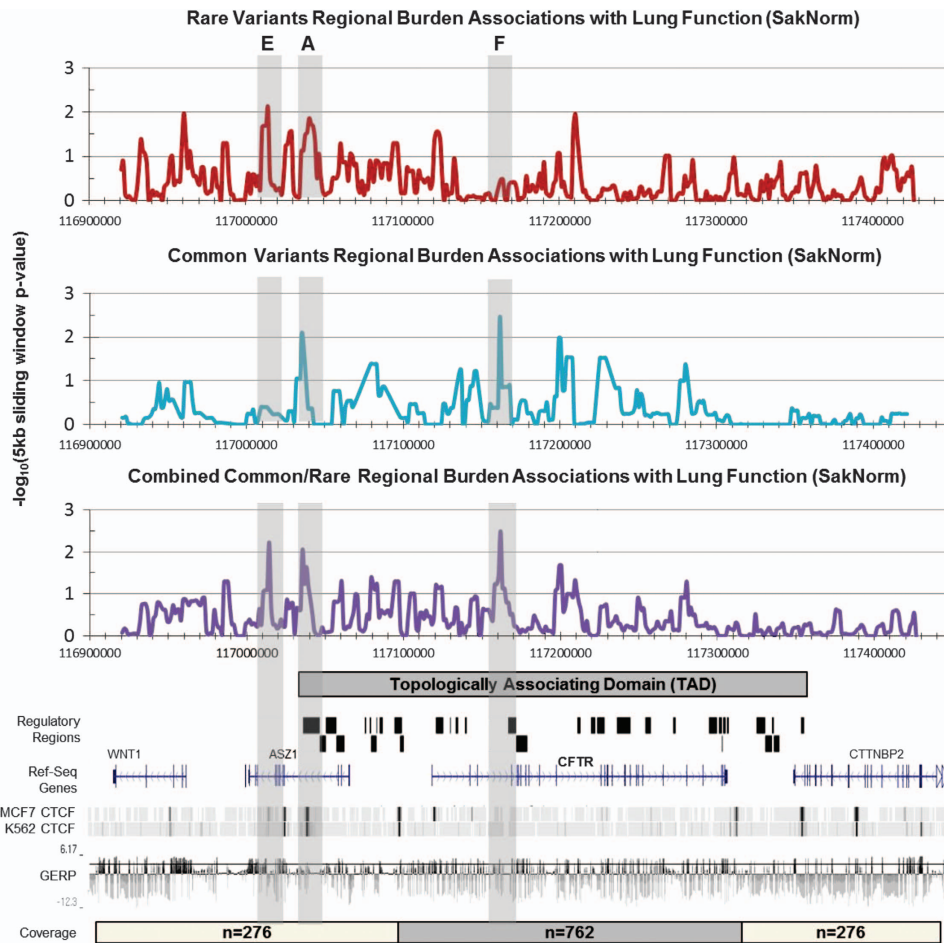 Rare Variants Regional Burden Associations with Lung Function (SakNorm)
E A F
3
2
1
0
116900000 117000000 117100000 117200000 117300000 117400000
Common Variants Regional Burden Associations with Lung Function (SakNorm)
3
2
1
0
116900000 117000000 117100000 117200000 117300000 117400000
-log10(5kb sliding window p-value)
Combined Common/Rare Regional Burden Associations with Lung Function (SakNorm)
3
2
1
0
116900000 117000000 117100000 117200000 117300000 117400000
Topologically Associating Domain (TAD)
Regulatory
Regions
WNT1 ASZ1 CFTR CTTNBP2
Ref-Seq
Genes
MCF7 CTCF
K562 CTCF
6.17
GERP
-12.3
Coverage n=276 n=762 n=276